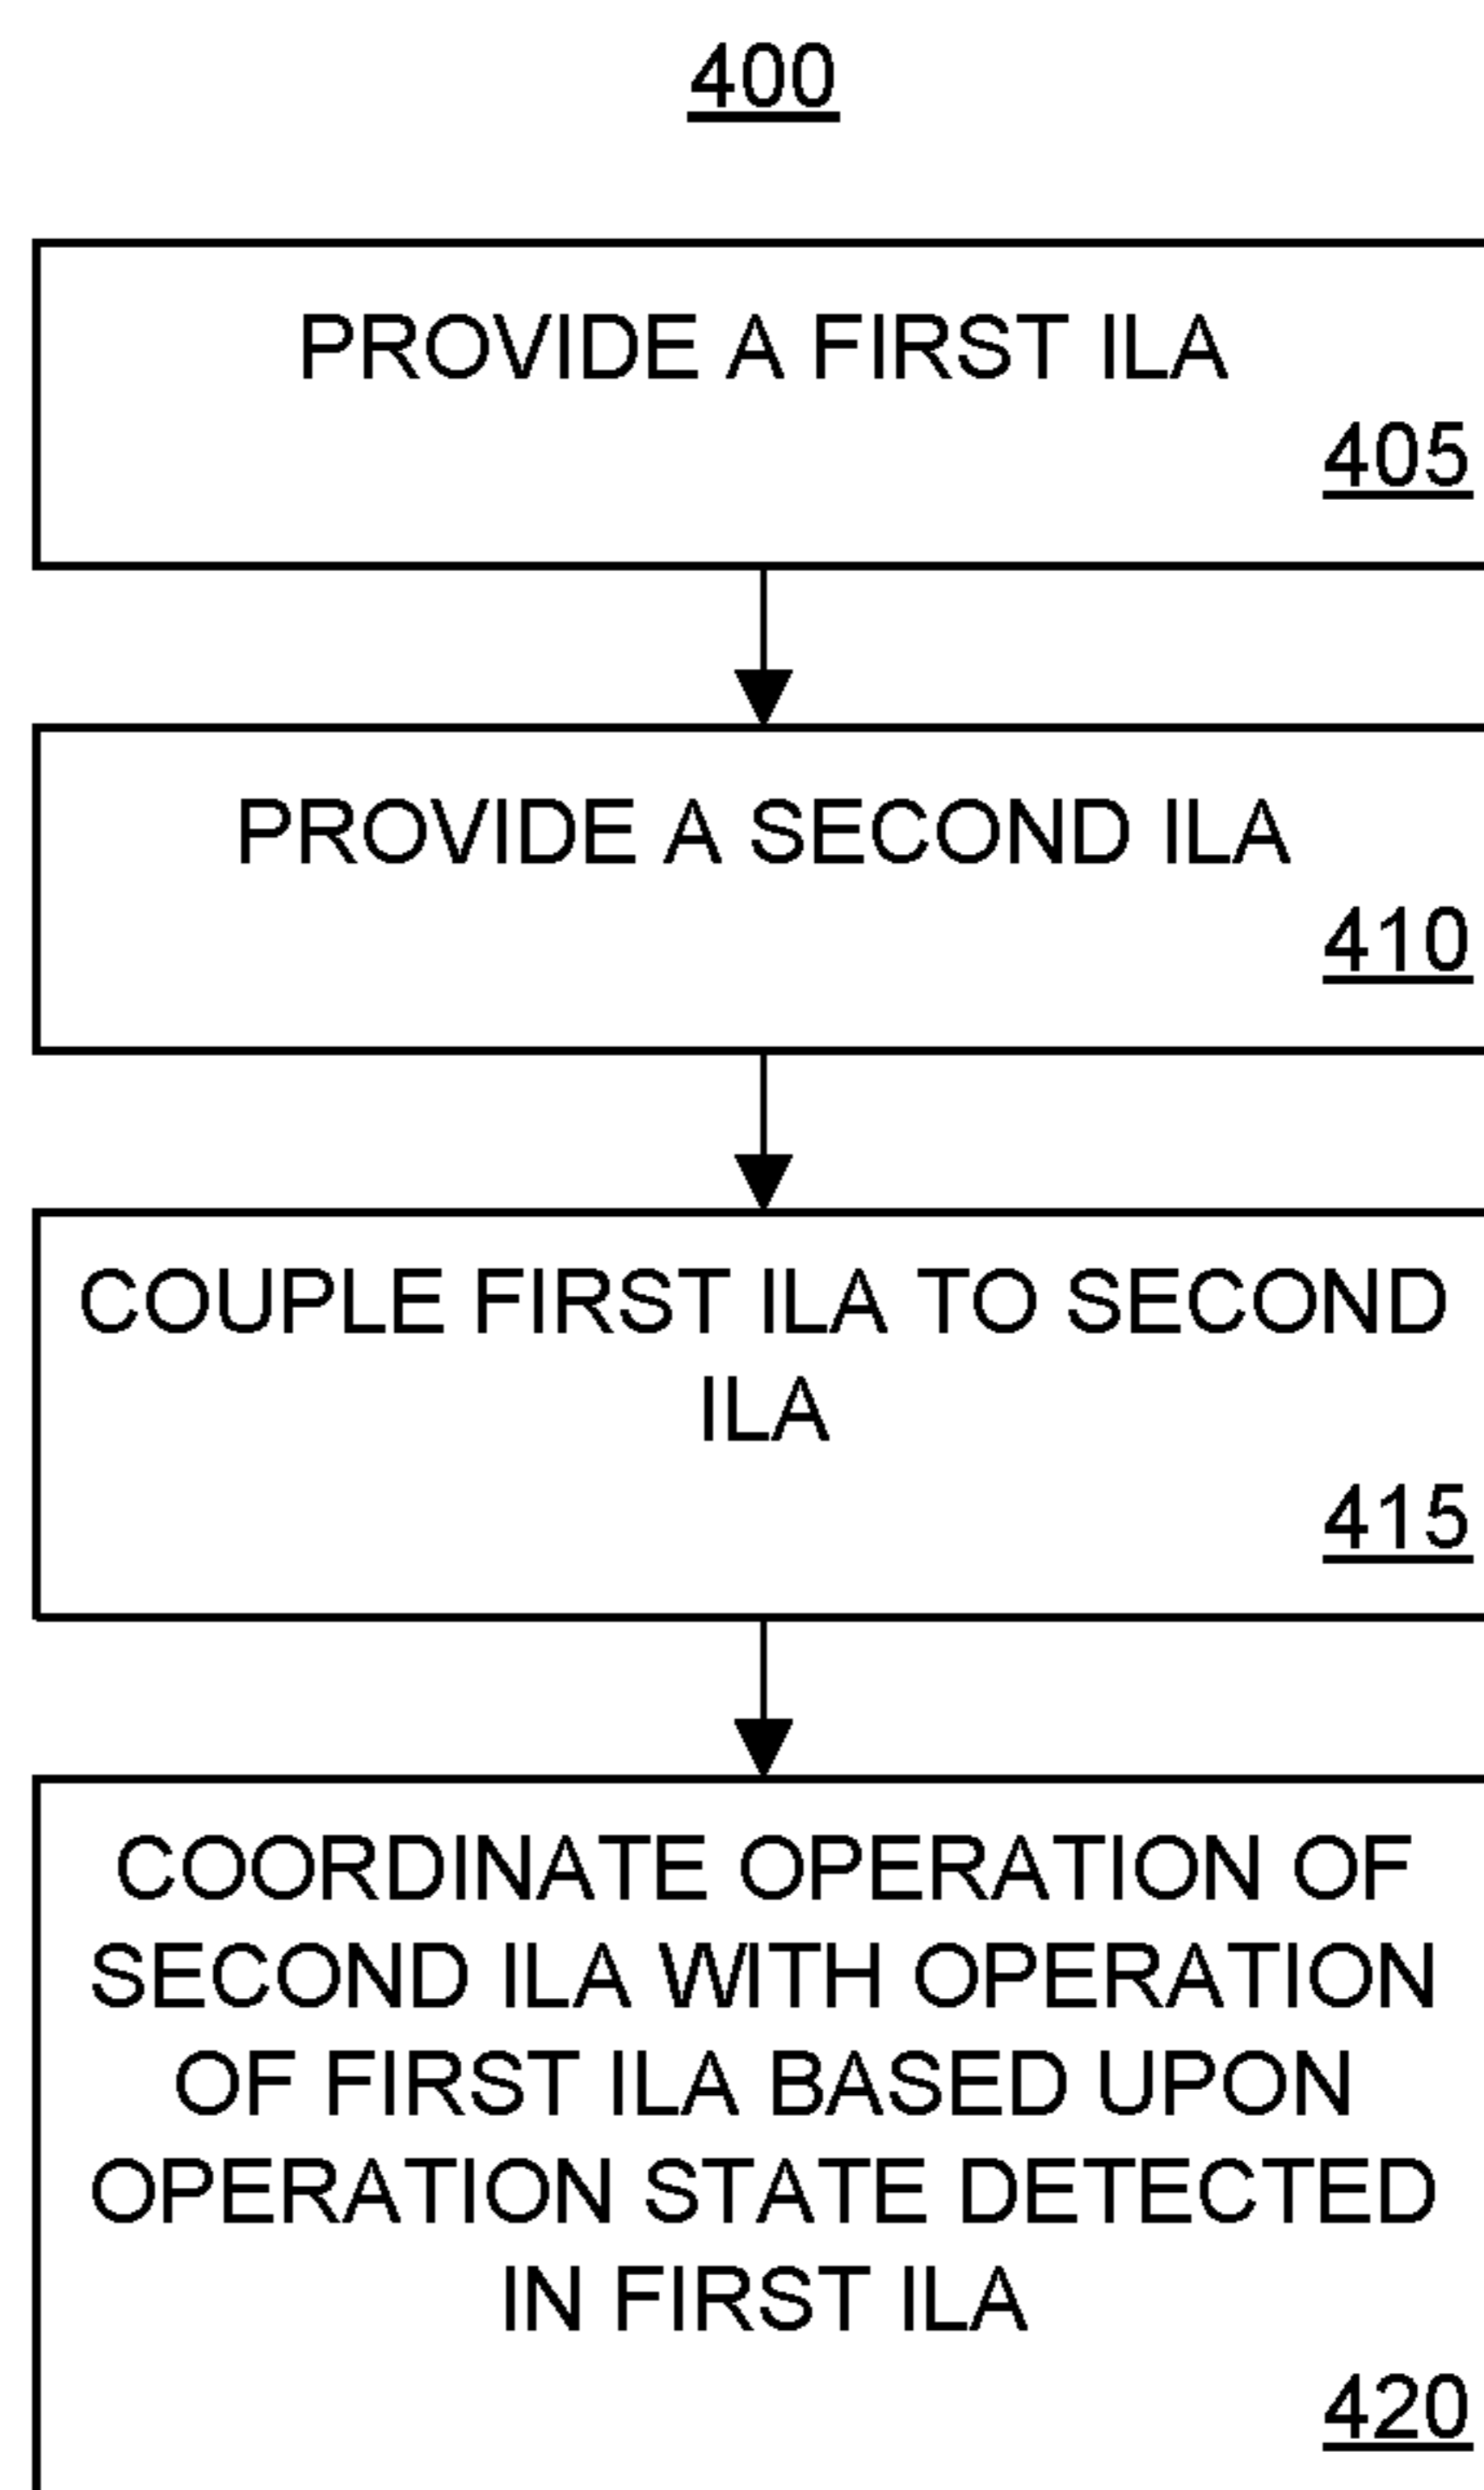 400
PROVIDE A FIRST ILA
405
PROVIDE A SECOND ILA
410
COUPLE FIRST ILA TO SECOND
ILA
415
COORDINATE OPERATION OF
SECOND ILA WITH OPERATION
OF FIRST ILA BASED UPON
OPERATION STATE DETECTED
IN FIRST ILA
420